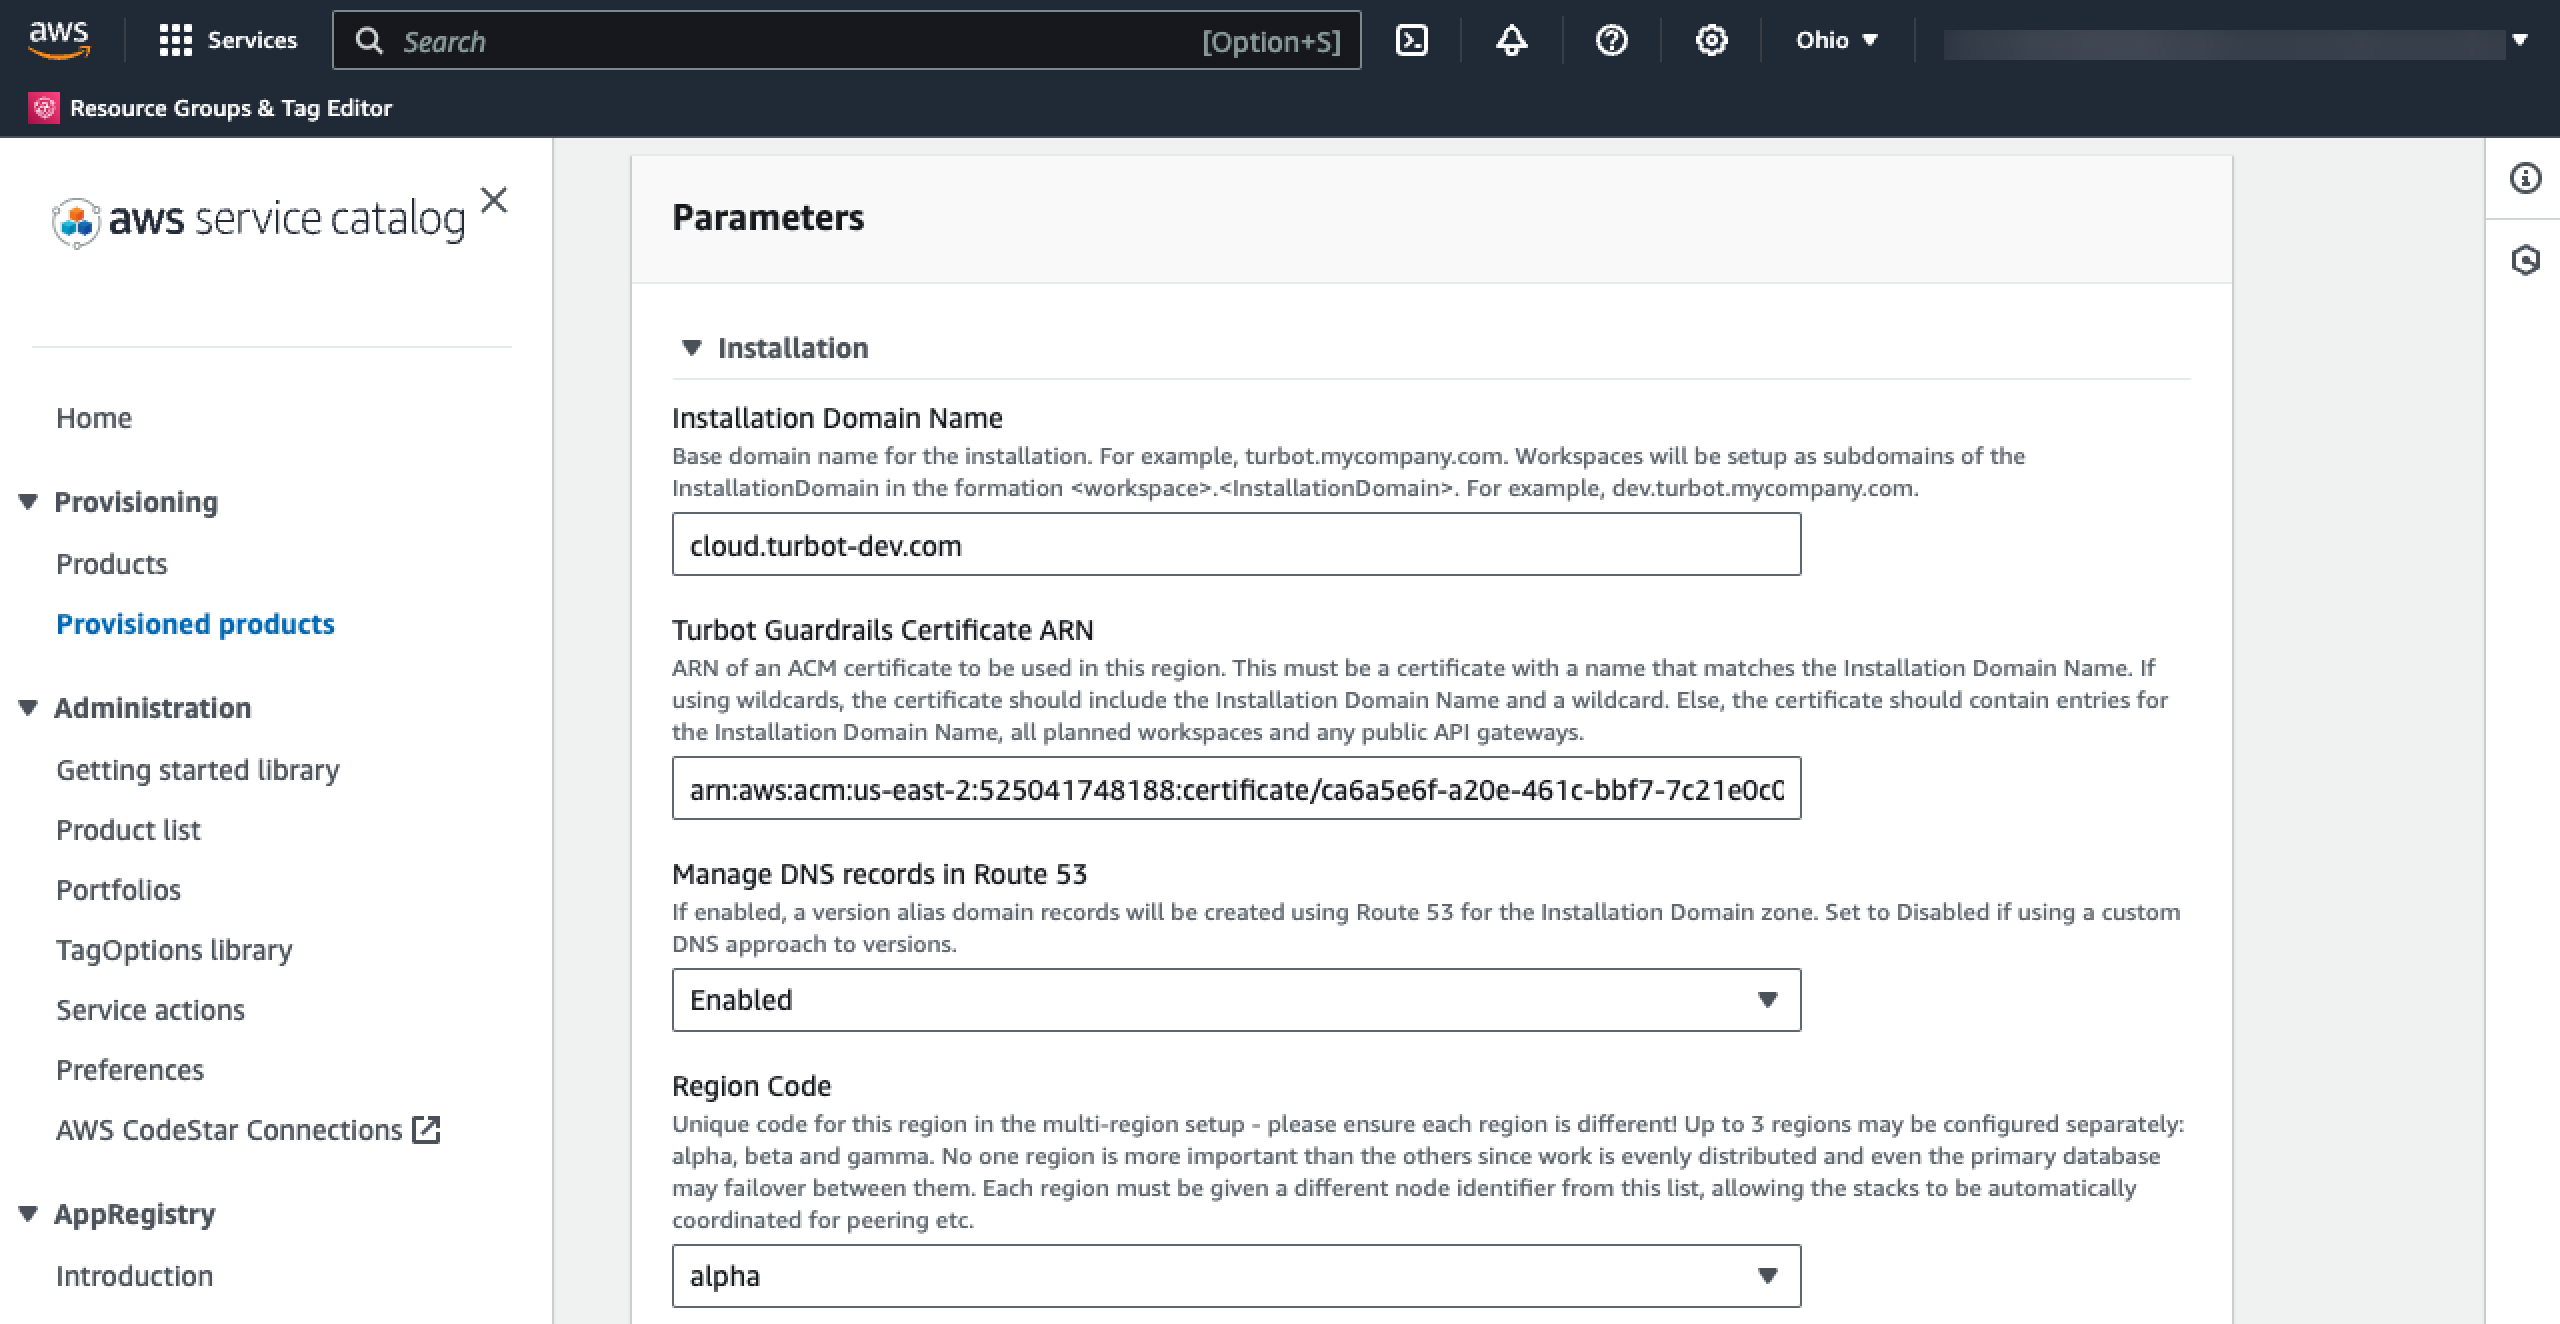 aws
Services
Search
[Option+S]
Ohio
Resource Groups & Tag Editor
aws service catalog
Home
Provisioning
Products
Provisioned products
Administration
Getting started library
Product list
Portfolios
TagOptions library
Service actions
Preferences
AWS CodeStar Connections
AppRegistry
Introduction
Parameters
Installation
Installation Domain Name
Base domain name for the installation. For example, turbot.mycompany.com. Workspaces will be setup as subdomains of the
InstallationDomain in the formation <workspace>.<InstallationDomain>. For example, dev.turbot.mycompany.com.
cloud.turbot-dev.com
Turbot Guardrails Certificate ARN
ARN of an ACM certificate to be used in this region. This must be a certificate with a name that matches the Installation Domain Name. If
using wildcards, the certificate should include the Installation Domain Name and a wildcard. Else, the certificate should contain entries for
the Installation Domain Name, all planned workspaces and any public API gateways.
arn:aws:acm:us-east-2:525041748188:certificate/ca6a5e6f-a20e-461c-bbf7-7c21e0c0
Manage DNS records in Route 53
If enabled, a version alias domain records will be created using Route 53 for the Installation Domain zone. Set to Disabled if using a custom
DNS approach to versions.
Enabled
Region Code
Unique code for this region in the multi-region setup - please ensure each region is different! Up to 3 regions may be configured separately:
alpha, beta and gamma. No one region is more important than the others since work is evenly distributed and even the primary database
may failover between them. Each region must be given a different node identifier from this list, allowing the stacks to be automatically
coordinated for peering etc.
alpha